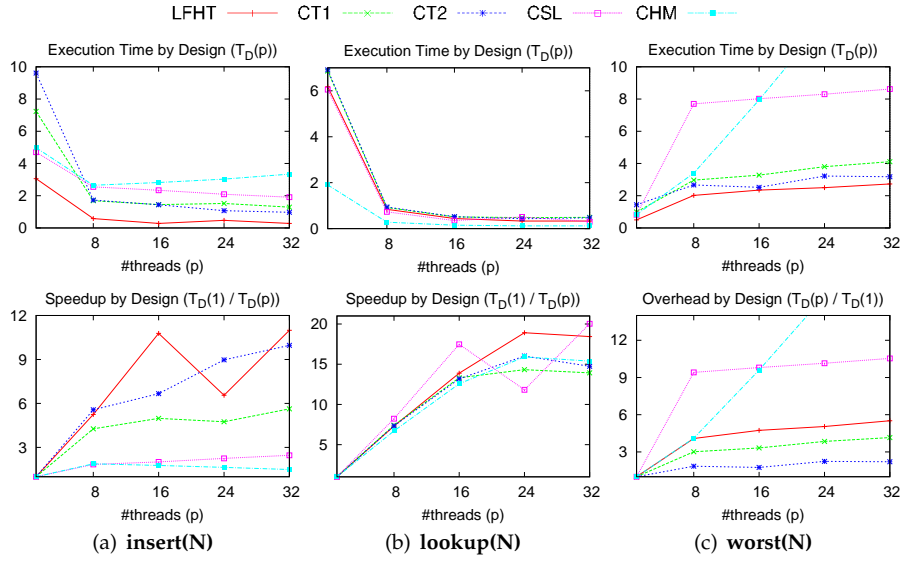 LFHT CT1 CT2 CSL CHM
Execution Time by Design (T_D(p))
10
8
6
4
2
0
8 16 24 32
#threads (p)
Execution Time by Design (T_D(p))
6
4
2
0
8 16 24 32
#threads (p)
Execution Time by Design (T_D(p))
10
8
6
4
2
0
8 16 24 32
#threads (p)
Speedup by Design (T_D(1) / T_D(p))
12
9
6
3
8 16 24 32
#threads (p)
(a) insert(N)
Speedup by Design (T_D(1) / T_D(p))
20
15
10
5
8 16 24 32
#threads (p)
(b) lookup(N)
Overhead by Design (T_D(p) / T_D(1))
12
9
6
3
8 16 24 32
#threads (p)
(c) worst(N)